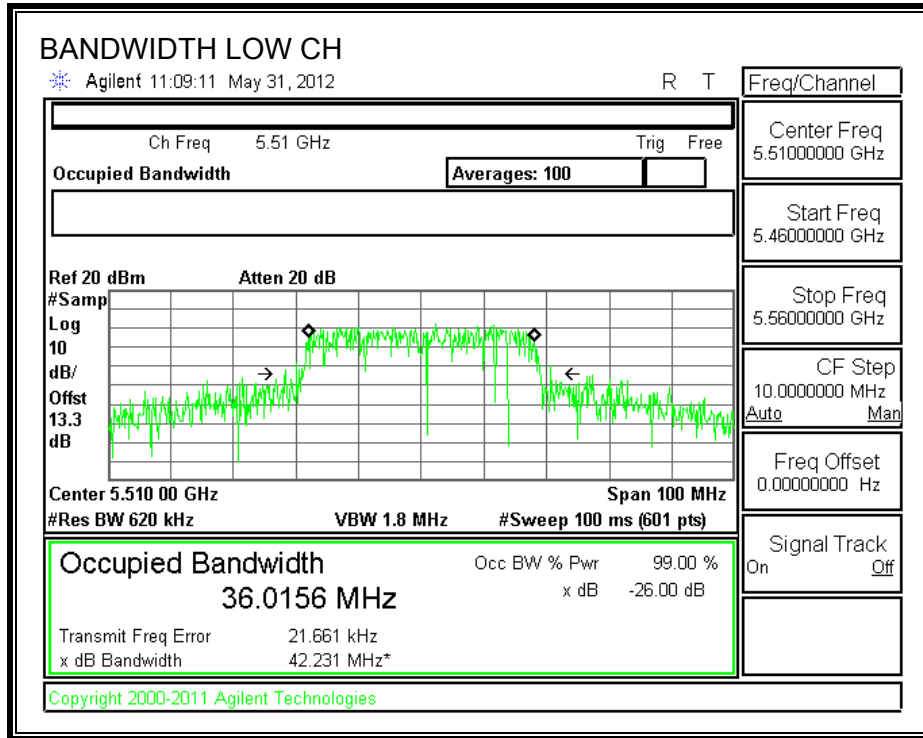 BANDWIDTH LOW CH
Agilent 11:09:11 May 31, 2012 R T
Ch Freq 5.51 GHz Trig Free
Occupied Bandwidth Averages: 100
Ref 20 dBm Atten 20 dB
#Samp
Log
10
dB/
Offst
13.3
dB
Center 5.510 00 GHz Span 100 MHz
#Res BW 620 kHz VBW 1.8 MHz #Sweep 100 ms (601 pts)
Occupied Bandwidth Occ BW % Pwr 99.00 %
36.0156 MHz x dB -26.00 dB
Transmit Freq Error 21.661 kHz
x dB Bandwidth 42.231 MHz*
Copyright 2000-2011 Agilent Technologies
Freq/Channel
Center Freq
5.51000000 GHz
Start Freq
5.46000000 GHz
Stop Freq
5.56000000 GHz
CF Step
10.0000000 MHz
Auto Man
Freq Offset
0.00000000 Hz
Signal Track
On Off